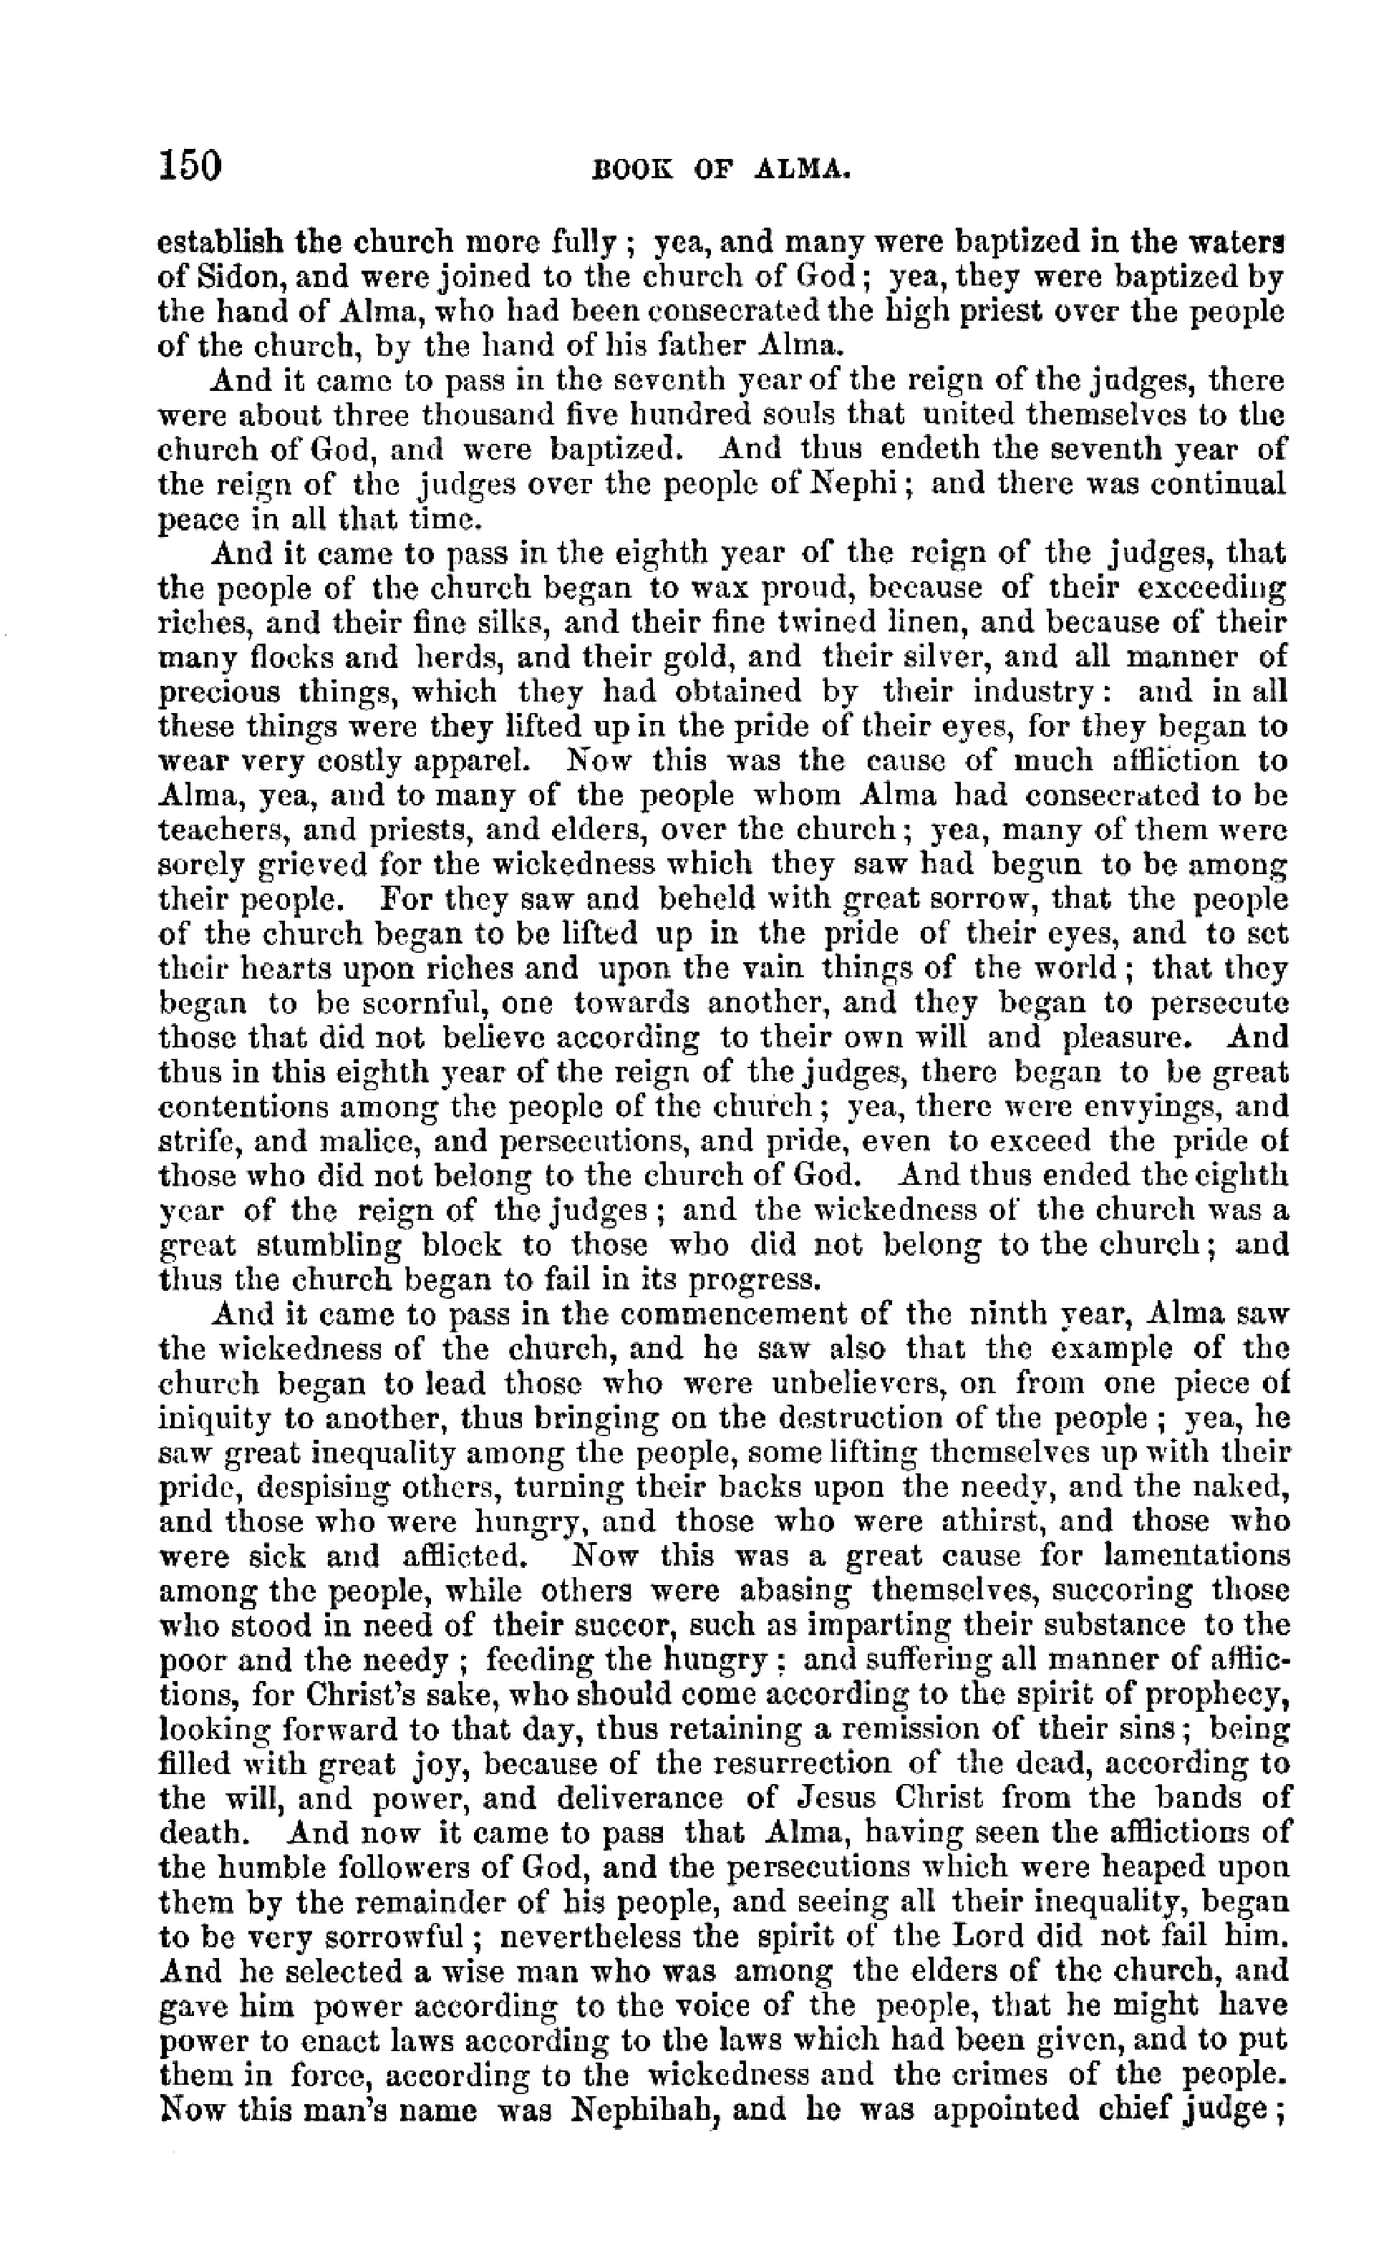 150 BOOK OF ALMA.
establish the church more fully ; yea, and many were baptized in the waters
of Sidon, and were joined to the church of God; yea, they were baptized by
the hand of Alma, who had been consecrated the high priest over the people
of the church, by the hand of his father Alma.
And it came to pass in the seventh year of the reign of the judges, there
were about three thousand five hundred souls that united themselves to the
church of God, and were baptized. And thus endeth the seventh year of
the reign of the judges over the people of Nephi; and there was continual
peace in all that time.
And it came to pass in the eighth year of the reign of the judges, that
the people of the church began to wax proud, because of their exceeding
riches, and their fine silks, and their fine twined linen, and because of their
many flocks and herds, and their gold, and their silver, and all manner of
precious things, which they had obtained by their industry: and in all
these things were they lifted up in the pride of their eyes, for they began to
wear very costly apparel. Now this was the cause of much affliction to
Alma, yea, and to many of the people whom Alma had consecrated to be
teachers, and priests, and elders, over the church; yea, many of them were
sorely grieved for the wickedness which they saw had begun to be among
their people. For they saw and beheld with great sorrow, that the people
of the church began to be lifted up in the pride of their eyes, and to set
their hearts upon riches and upon the vain things of the world; that they
began to be scornful, one towards another, and they began to persecute
those that did not believe according to their own will and pleasure. And
thus in this eighth year of the reign of the judges, there began to be great
contentions among the people of the church; yea, there were envyings, and
strife, and malice, and persecutions, and pride, even to exceed the pride of
those who did not belong to the church of God. And thus ended the eighth
year of the reign of the judges; and the wickedness of the church was a
great stumbling block to those who did not belong to the church; and
thus the church began to fail in its progress.
And it came to pass in the commencement of the ninth year, Alma saw
the wickedness of the church, and he saw also that the example of the
church began to lead those who were unbelievers, on from one piece of
iniquity to another, thus bringing on the destruction of the people ; yea, he
saw great inequality among the people, some lifting themselves up with their
pride, despising others, turning their backs upon the needy, and the naked,
and those who were hungry, and those who were athirst, and those who
were sick and afflicted. Now this was a great cause for lamentations
among the people, while others were abasing themselves, succoring those
who stood in need of their succor, such as imparting their substance to the
poor and the needy ; feeding the hungry ; and suffering all manner of afflic-
tions, for Christ's sake, who should come according to the spirit of prophecy,
looking forward to that day, thus retaining a remission of their sins; being
filled with great joy, because of the resurrection of the dead, according to
the will, and power, and deliverance of Jesus Christ from the bands of
death. And now it came to pass that Alma, having seen the afflictions of
the humble followers of God, and the persecutions which were heaped upon
them by the remainder of his people, and seeing all their inequality, began
to be very sorrowful ; nevertheless the spirit of the Lord did not fail him.
And he selected a wise man who was among the elders of the church, and
gave him power according to the voice of the people, that he might have
power to enact laws according to the laws which had been given, and to put
them in force, according to the wickedness and the crimes of the people.
Now this man's name was Nephihah, and he was appointed chief judge ;